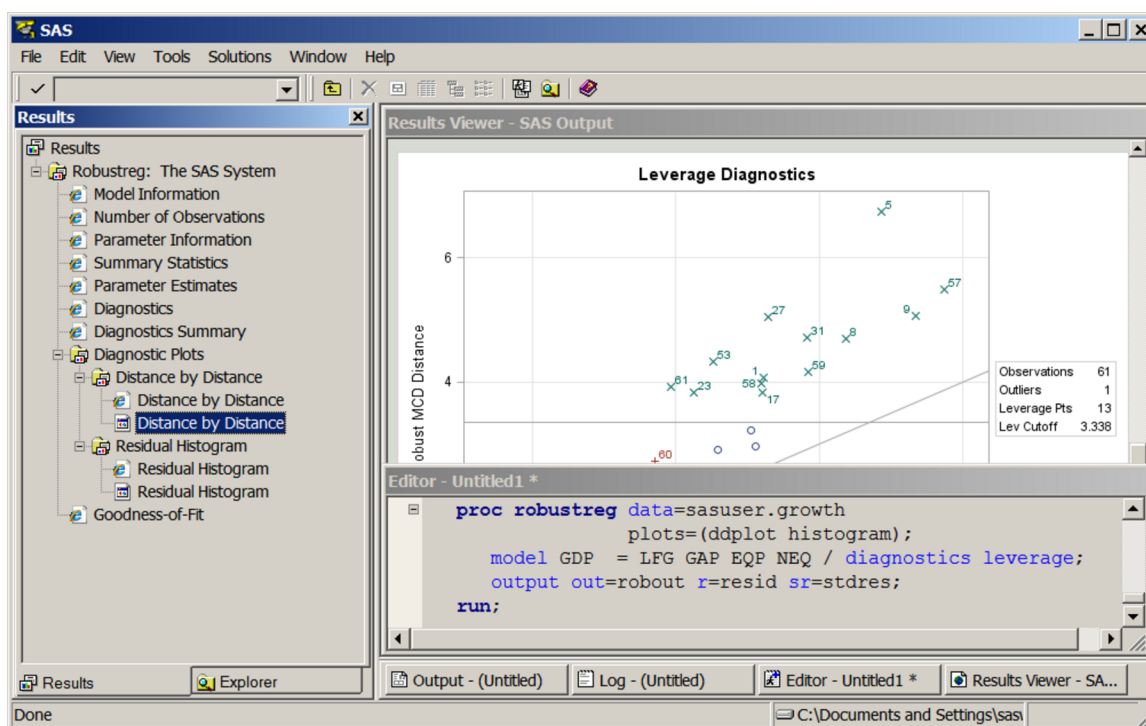 SAS
File Edit View Tools Solutions Window Help
Results
Results
Robustreg: The SAS System
Model Information
Number of Observations
Parameter Information
Summary Statistics
Parameter Estimates
Diagnostics
Diagnostics Summary
Diagnostic Plots
Distance by Distance
Distance by Distance
Distance by Distance
Residual Histogram
Residual Histogram
Residual Histogram
Goodness-of-Fit
Results
Explorer
Results Viewer - SAS Output
Leverage Diagnostics
5
6
57
27
9
31
8
53
59
1
4
61
23
58
17
60
obust MCD Distance
Observations 61
Outliers 1
Leverage Pts 13
Lev Cutoff 3.338
Editor - Untitled1 *
proc robustreg data=sasuser.growth
plots=(ddplot histogram);
model GDP = LFG GAP EQP NEQ / diagnostics leverage;
output out=robout r=resid sr=stdres;
run;
Output - (Untitled)
Log - (Untitled)
Editor - Untitled1 *
Results Viewer - SA...
Done
C:\Documents and Settings\sas